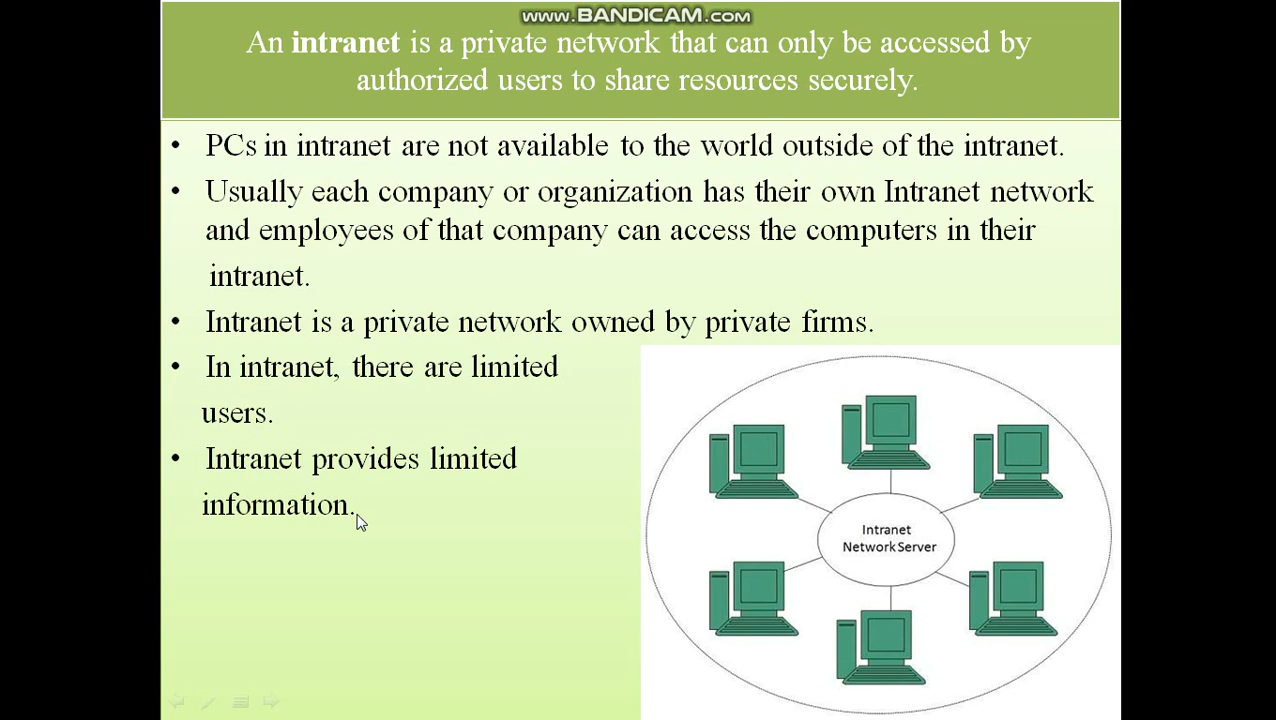 www.BANDICAM.com
An intranet is a private network that can only be accessed by
authorized users to share resources securely.
• PCs in intranet are not available to the world outside of the intranet.
• Usually each company or organization has their own Intranet network
and employees of that company can access the computers in their
intranet.
• Intranet is a private network owned by private firms.
• In intranet, there are limited
users.
• Intranet provides limited
information.
Intranet
Network Server